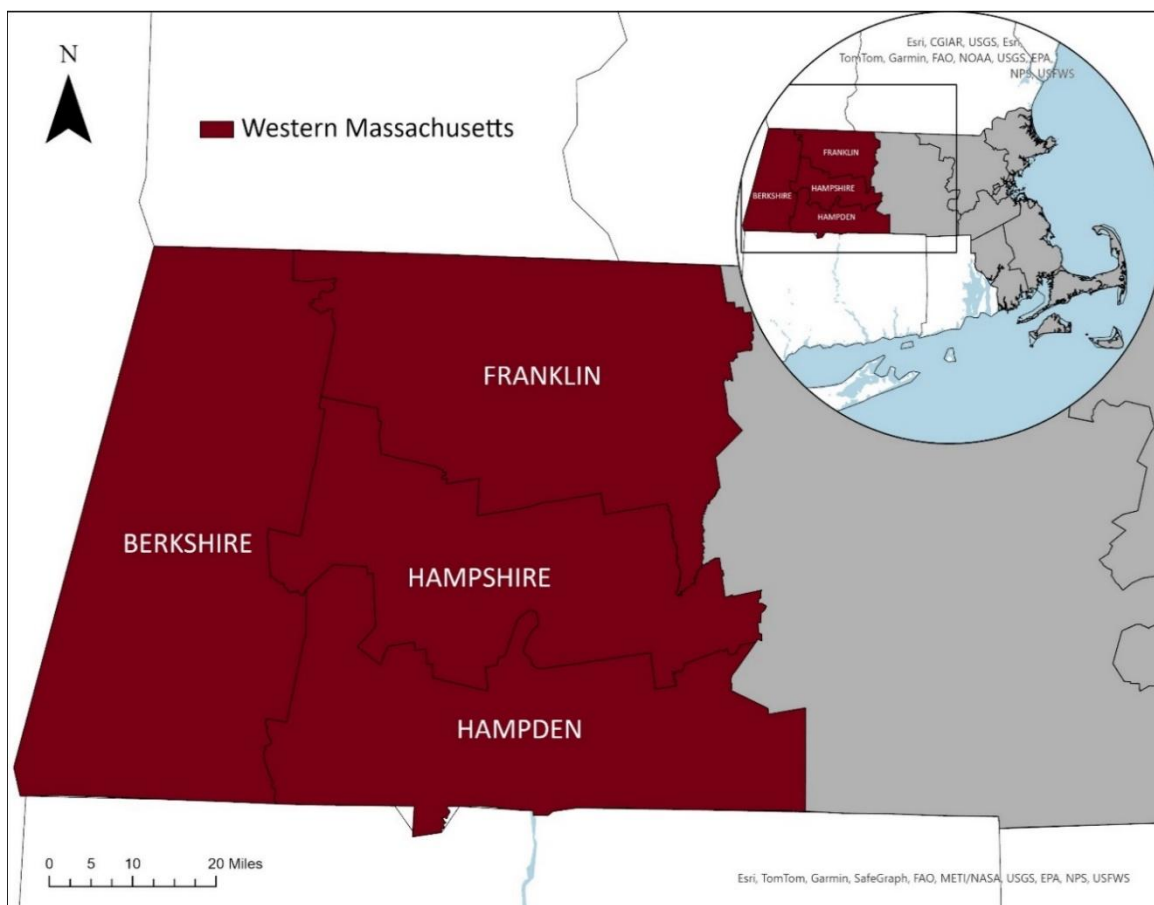 N
Western Massachusetts
Esri, CGIAR, USGS, Esri,
TomTom, Garmin, FAO, NOAA, USGS, EPA,
NPS, USFWS
FRANKLIN
HAMPSHIRE
BERKSHIRE
HAMPDEN
FRANKLIN
BERKSHIRE
HAMPSHIRE
HAMPDEN
0 5 10 20 Miles
Esri, TomTom, Garmin, SafeGraph, FAO, METI/NASA, USGS, EPA, NPS, USFWS